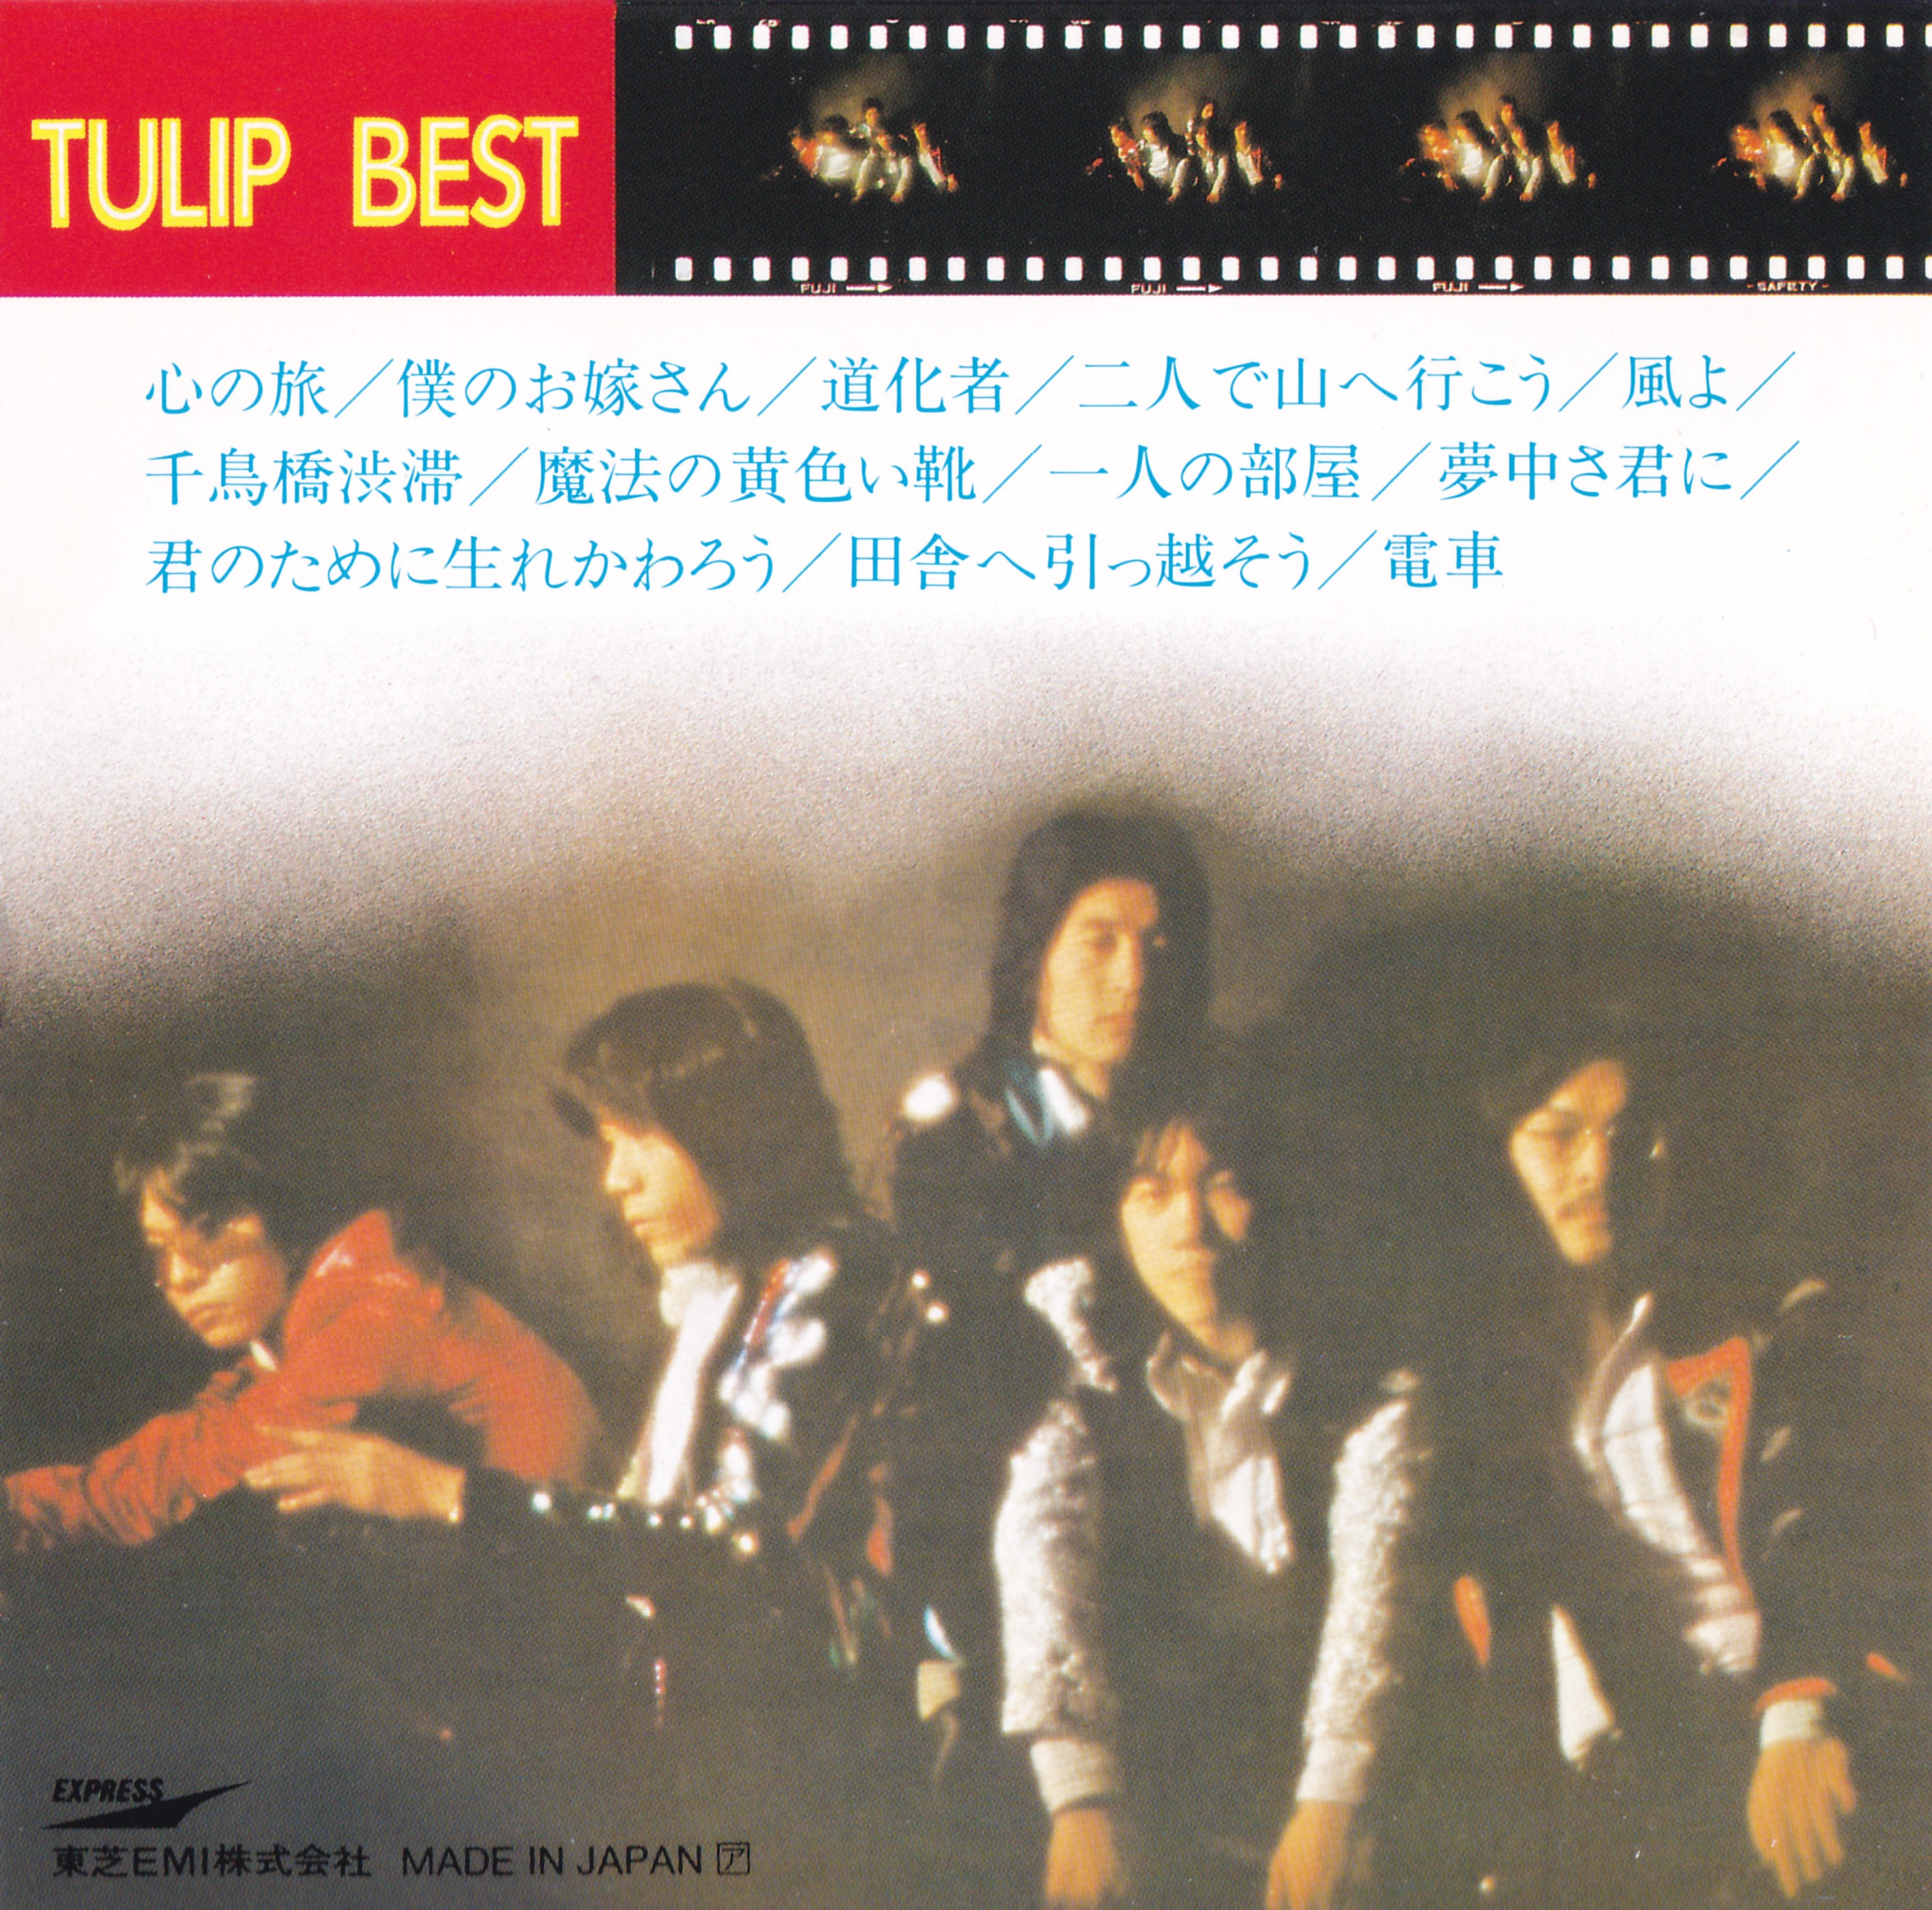 TULIP BEST
FUJI → FUJI → FUJI → SAFETY
心の旅／僕のお嫁さん／道化者／二人で山へ行こう／風よ／
千鳥橋渋滞／魔法の黄色い靴／一人の部屋／夢中さ君に／
君のために生れかわろう／田舎へ引っ越そう／電車
EXPRESS
東芝EMI株式会社 MADE IN JAPAN ア